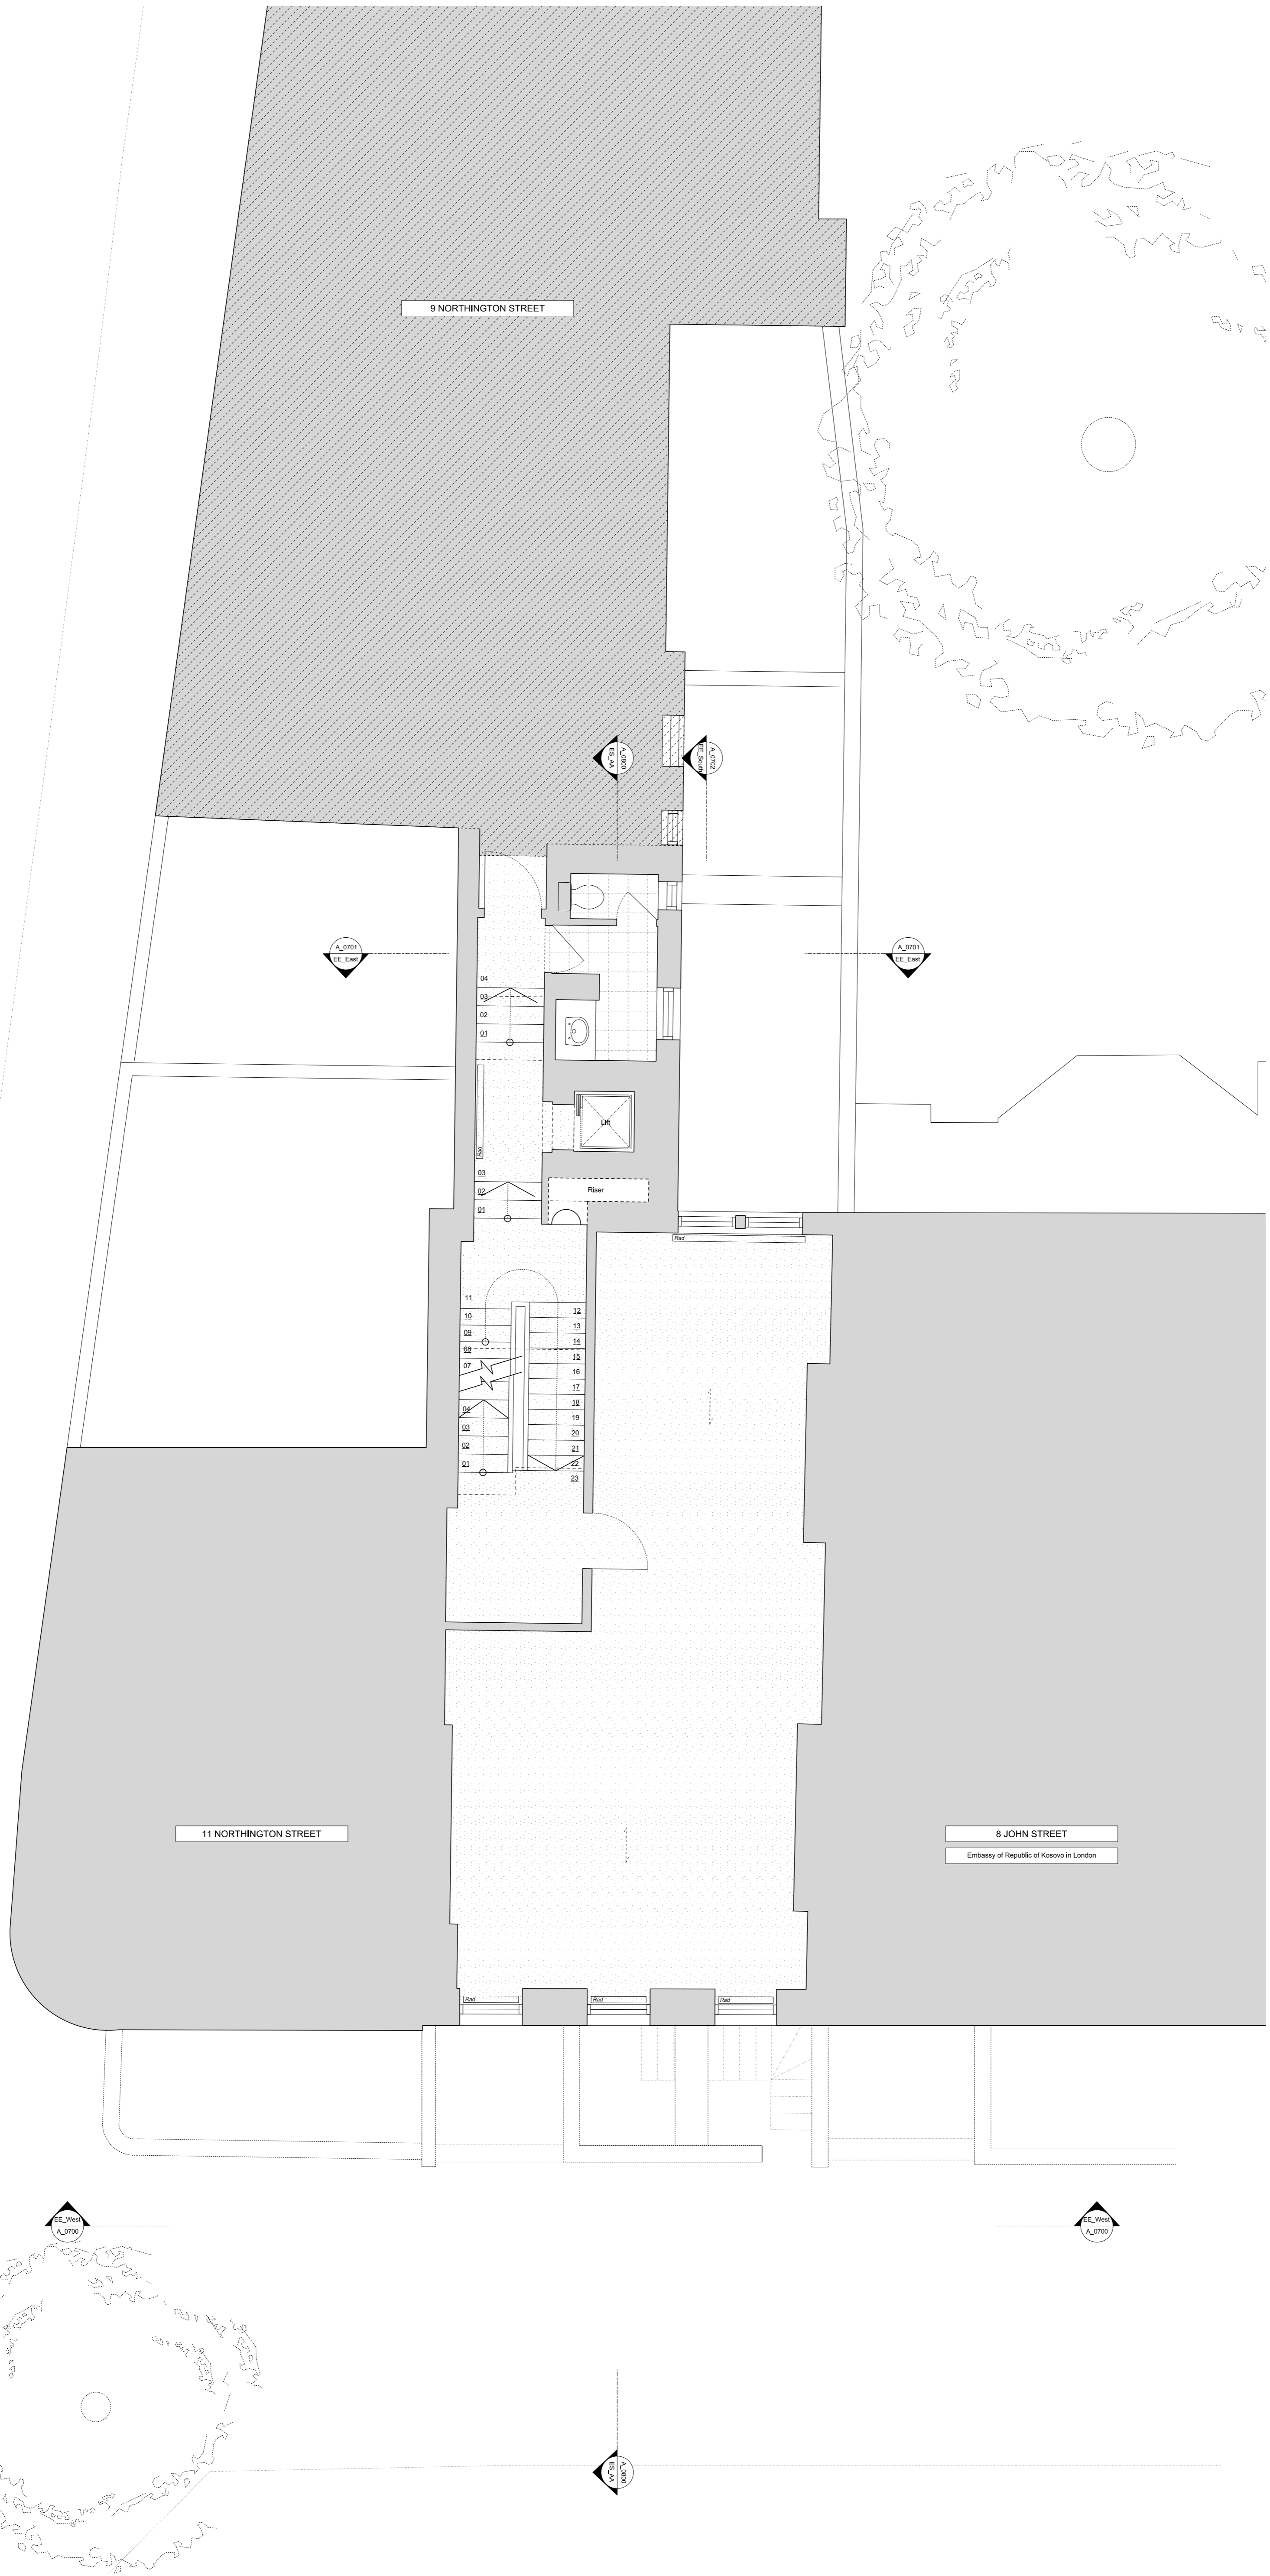 9 NORTHINGTON STREET
A_0800
ES_AA
A_0702
EE_South
A_0701
EE_East
A_0701
EE_East
04
03
02
01
Rad
Lift
03
02
01
Riser
Rad
11
10
09
08
07
04
03
02
01
12
13
14
15
16
17
18
19
20
21
22
23
11 NORTHINGTON STREET
8 JOHN STREET
Embassy of Republic of Kosovo in London
Rad
Rad
Rad
EE_West
A_0700
EE_West
A_0700
A_0800
ES_AA